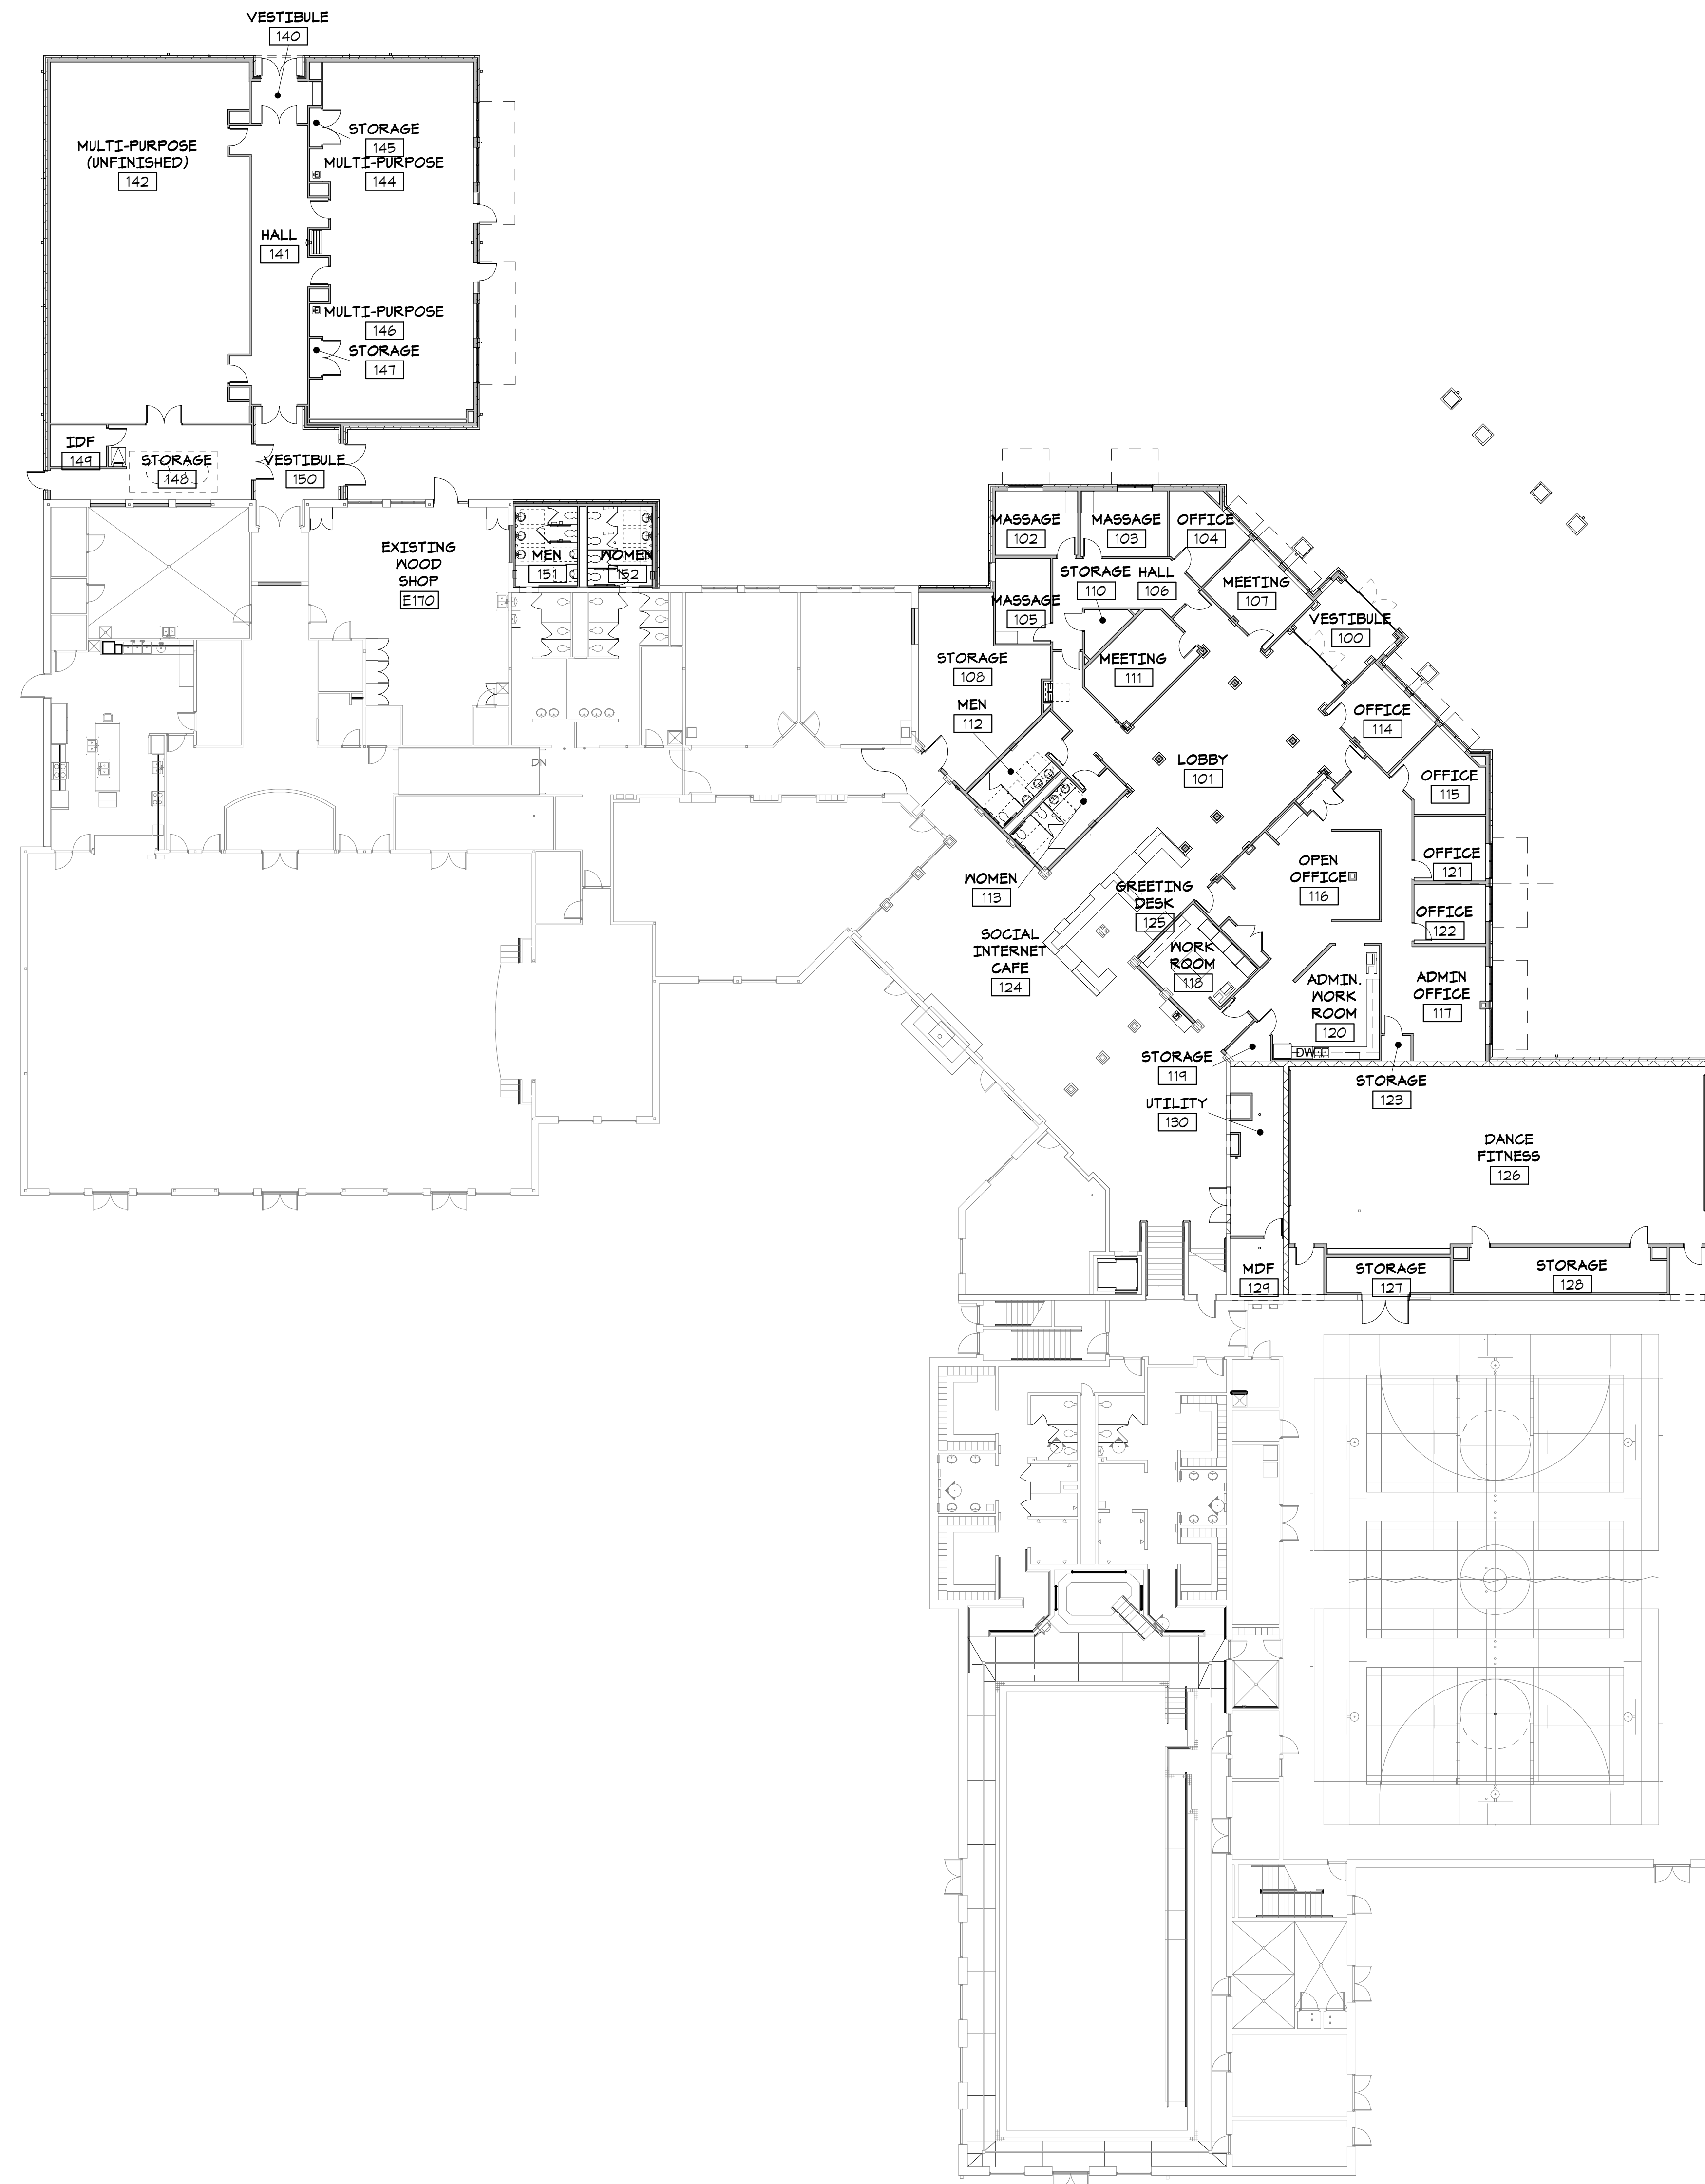 VESTIBULE
140
STORAGE
145
MULTI-PURPOSE
(UNFINISHED)
142
MULTI-PURPOSE
144
HALL
141
MULTI-PURPOSE
146
STORAGE
147
IDF
149
STORAGE
148
VESTIBULE
150
EXISTING
WOOD
SHOP
E170
MEN
151
WOMEN
152
MASSAGE
102
MASSAGE
103
OFFICE
104
STORAGE
110
HALL
106
MEETING
107
MASSAGE
105
VESTIBULE
100
STORAGE
108
MEETING
111
MEN
112
OFFICE
114
LOBBY
101
DN
OFFICE
115
OFFICE
121
OPEN
OFFICE
116
WOMEN
113
GREETING
DESK
125
OFFICE
122
SOCIAL
INTERNET
CAFE
124
WORK
ROOM
118
ADMIN.
WORK
ROOM
120
ADMIN
OFFICE
117
DW
STORAGE
119
STORAGE
123
UTILITY
130
DANCE
FITNESS
126
MDF
129
STORAGE
127
STORAGE
128